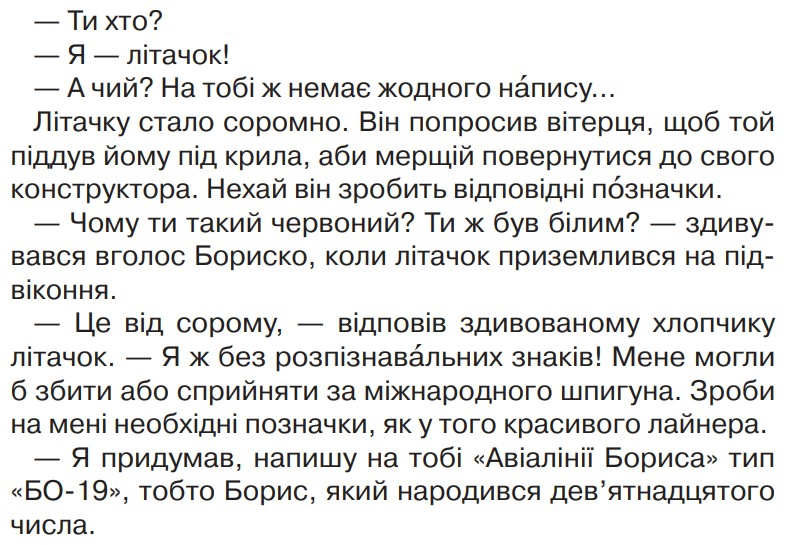 — Ти хто?
— Я — літачок!
— А чий? На тобі ж немає жодного на́пису...
Літачку стало соромно. Він попросив вітерця, щоб той
піддув йому під крила, аби мерщій повернутися до свого
конструктора. Нехай він зробить відповідні по́значки.
— Чому ти такий червоний? Ти ж був білим? — здиву-
вався вголос Бориско, коли літачок приземлився на під-
віконня.
— Це від сорому, — відповів здивованому хлопчику
літачок. — Я ж без розпізнава́льних знаків! Мене могли
б збити або сприйняти за міжнародного шпигуна. Зроби
на мені необхідні позначки, як у того красивого лайнера.
— Я придумав, напишу на тобі «Авіалінії Бориса» тип
«БО-19», тобто Борис, який народився дев’ятнадцятого
числа.